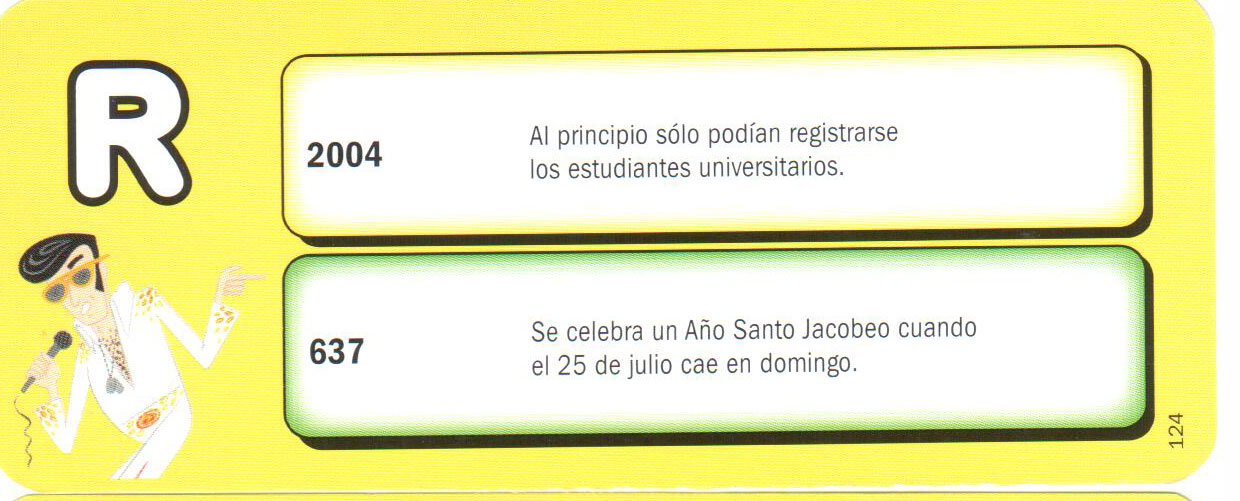 R
2004
Al principio sólo podían registrarse
los estudiantes universitarios.
637
Se celebra un Año Santo Jacobeo cuando
el 25 de julio cae en domingo.
124